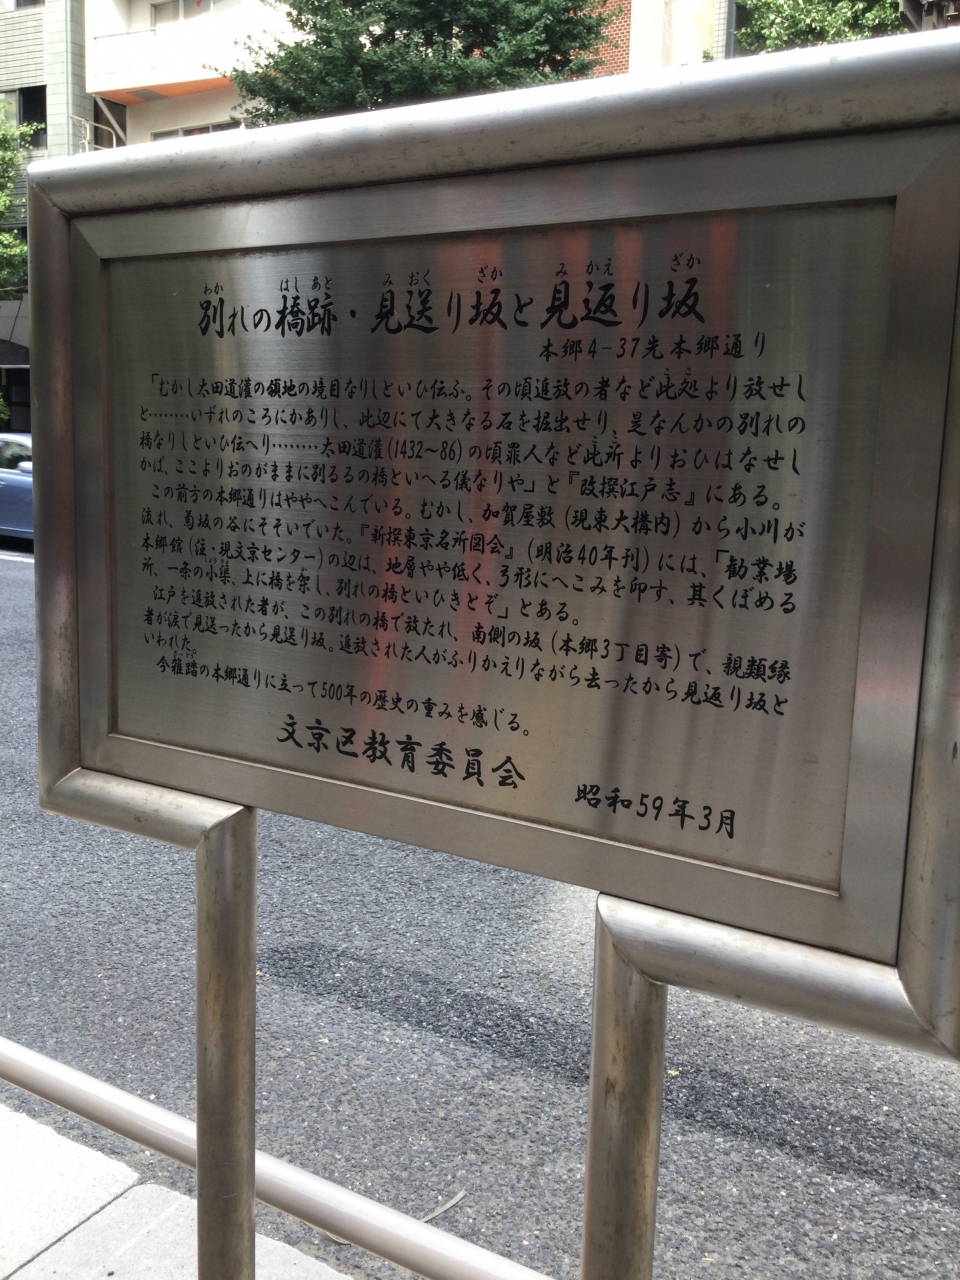 わか はしあと みおく ざか みかえ ざか
別れの橋跡・見送り坂と見返り坂
本郷4-37先本郷通り
「むかし太田道灌の領地の境目なりしといひ伝ふ。その頃追放の者など此処より放せし
と………いずれのころにかありし、此辺にて大きなる石を掘出せり、是なんかの別れの
橋なりしといひ伝へり………太田道灌(1432〜86)の頃罪人など此所よりおひはなせし
かば、ここよりおのがままに別るるの橋といへる儀なりや」と『改撰江戸志』にある。
この前方の本郷通りはややへこんでいる。むかし、加賀屋敷(現東大構内)から小川が
流れ、菊坂の谷にそそいでいた。『新撰東京名所図会』(明治40年刊)には、「勧業場
本郷館(注・現文京センター)の辺は、地層やや低く、弓形にへこみを印す、其くぼめる
所、一条の小渠、上に橋を架し、別れの橋といひきとぞ」とある。
江戸を追放された者が、この別れの橋で放たれ、南側の坂(本郷3丁目寄)で、親類縁
者が涙で見送ったから見送り坂。追放された人がふりかえりながら去ったから見返り坂と
いわれた。
今雑踏の本郷通りに立って500年の歴史の重みを感じる。
文京区教育委員会
昭和59年3月